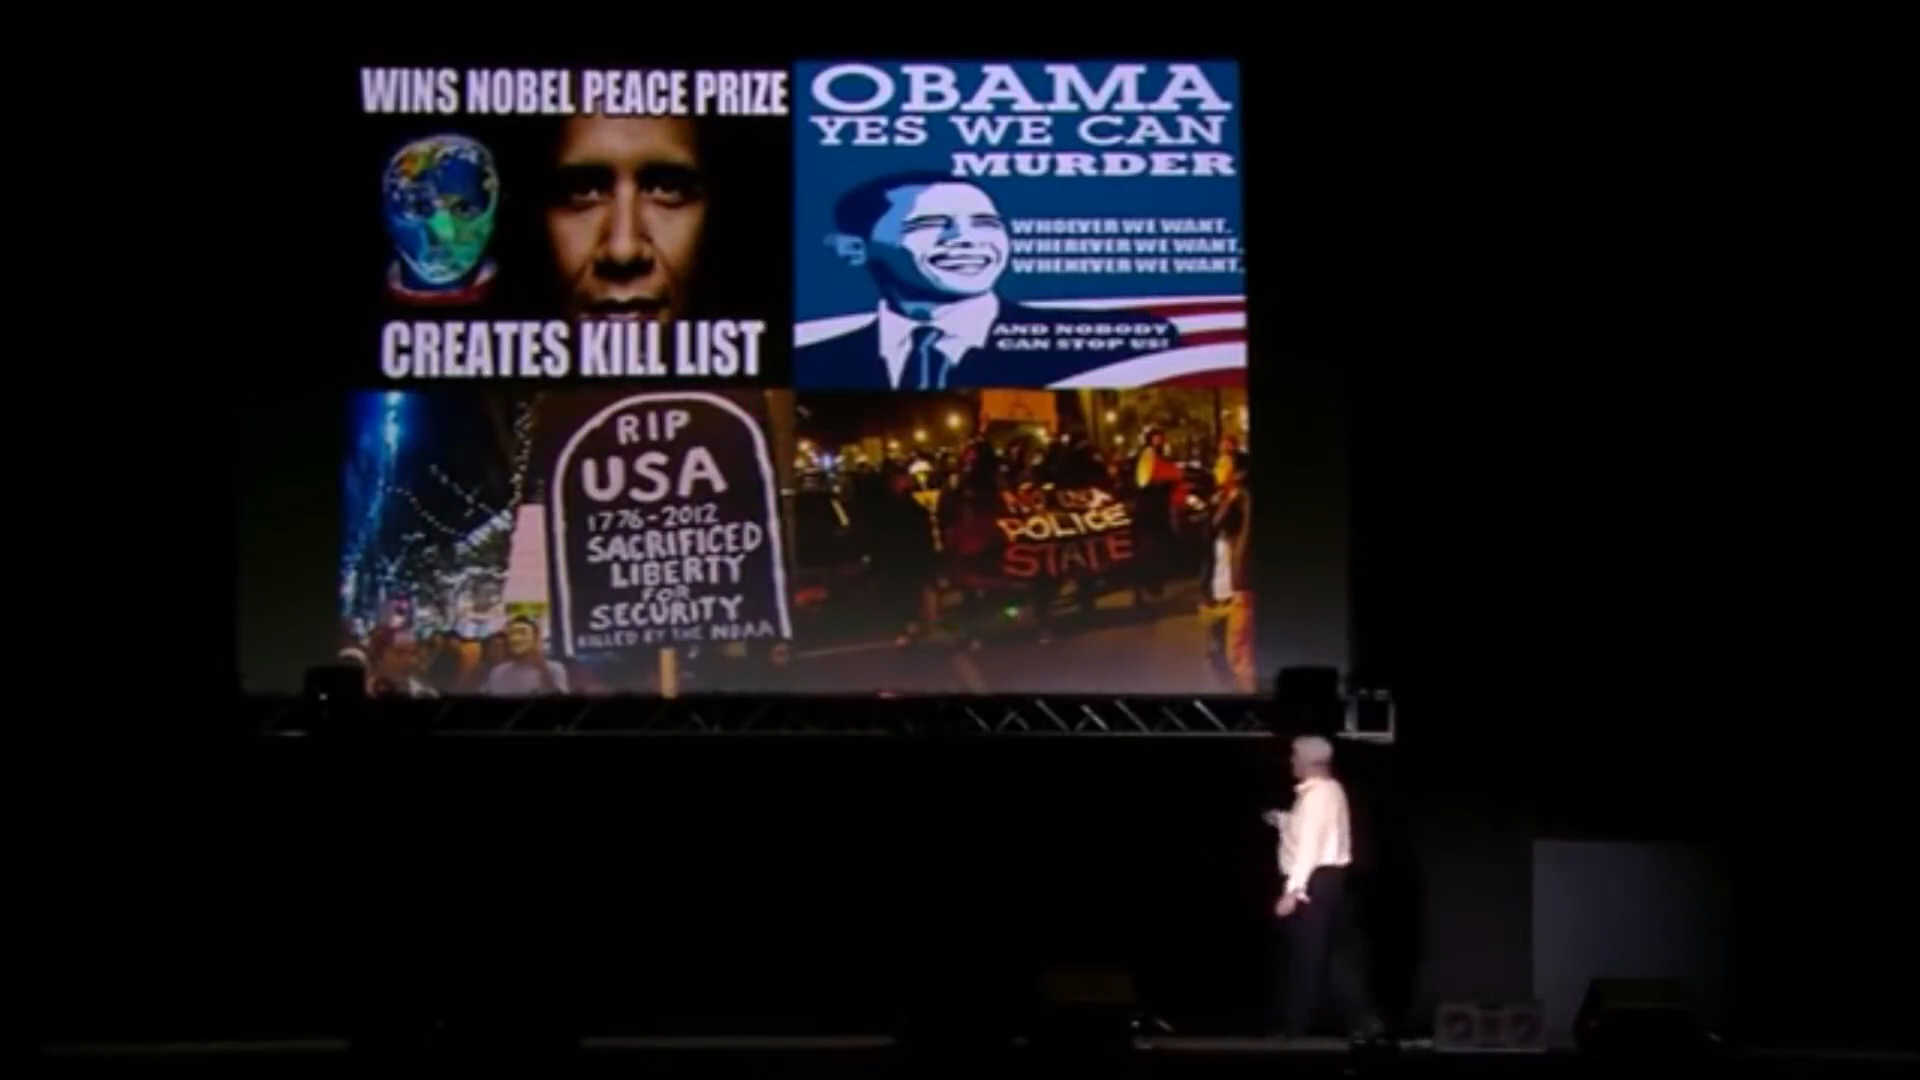 WINS NOBEL PEACE PRIZE
CREATES KILL LIST
OBAMA
YES WE CAN
MURDER
WHOEVER WE WANT.
WHEREVER WE WANT.
WHENEVER WE WANT.
AND NOBODY
CAN STOP US!
RIP
USA
1776-2012
SACRIFICED
LIBERTY
FOR
SECURITY
KILLED BY THE NDAA
POLICE
STATE